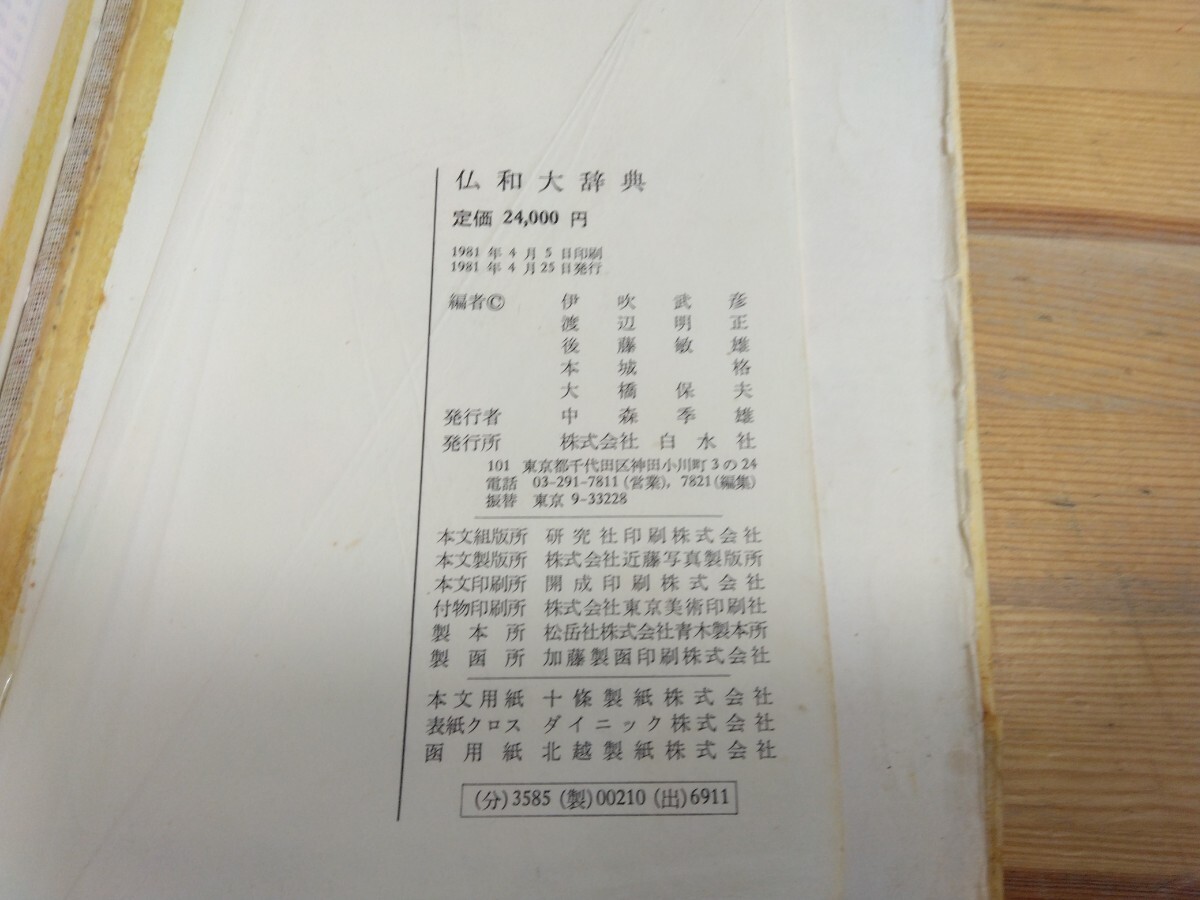 仏和大辞典
定価 24,000 円
1981 年 4 月 5 日印刷
1981 年 4 月 25 日発行
編者© 伊吹武彦
渡辺明正
後藤敏雄
本城格
大橋保夫
発行者 中森季雄
発行所 株式会社 白水社
101 東京都千代田区神田小川町 3 の 24
電話 03-291-7811 (営業), 7821 (編集)
振替 東京 9-33228
本文組版所 研究社印刷株式会社
本文製版所 株式会社近藤写真製版所
本文印刷所 開成印刷株式会社
付物印刷所 株式会社東京美術印刷社
製本所 松岳社株式会社青木製本所
製函所 加藤製函印刷株式会社
本文用紙 十條製紙株式会社
表紙クロス ダイニック株式会社
函用紙 北越製紙株式会社
(分) 3585 (製) 00210 (出) 6911